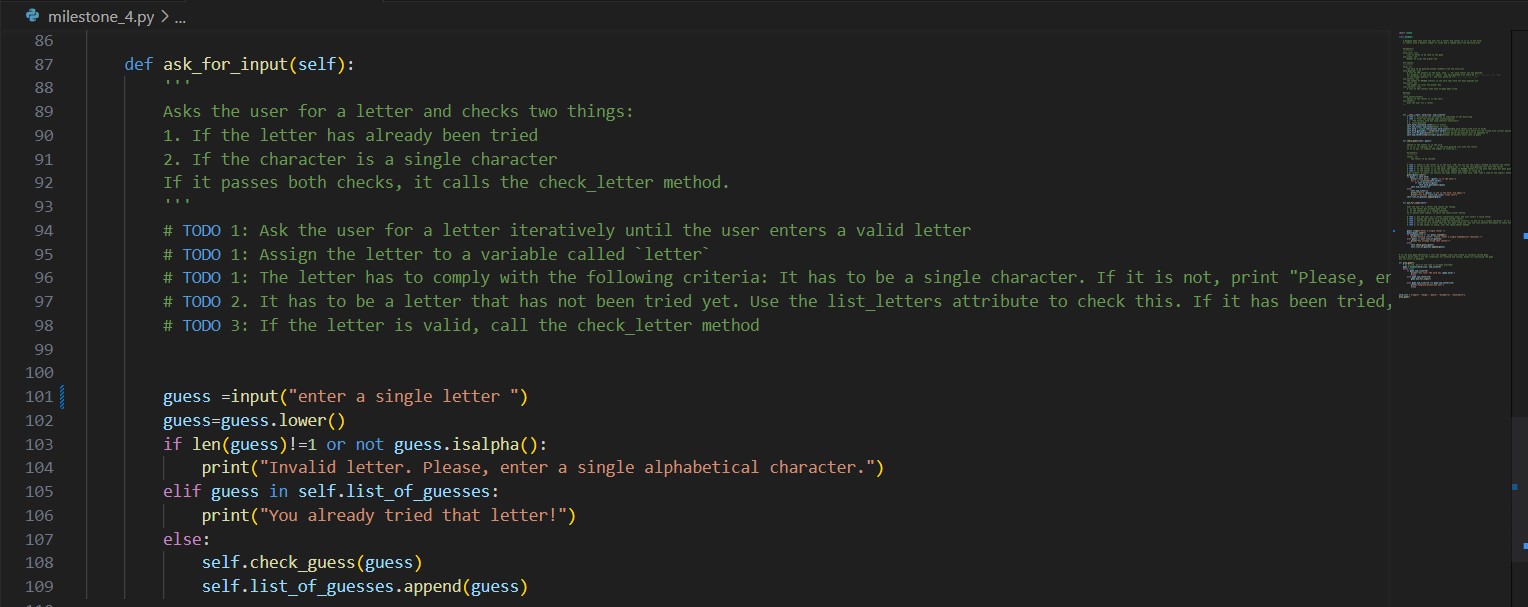 milestone_4.py > ...
86
87 def ask_for_input(self):
88 '''
89 Asks the user for a letter and checks two things:
90 1. If the letter has already been tried
91 2. If the character is a single character
92 If it passes both checks, it calls the check_letter method.
93 '''
94 # TODO 1: Ask the user for a letter iteratively until the user enters a valid letter
95 # TODO 1: Assign the letter to a variable called `letter`
96 # TODO 1: The letter has to comply with the following criteria: It has to be a single character. If it is not, print "Please, en
97 # TODO 2. It has to be a letter that has not been tried yet. Use the list_letters attribute to check this. If it has been tried,
98 # TODO 3: If the letter is valid, call the check_letter method
99
100
101 guess =input("enter a single letter ")
102 guess=guess.lower()
103 if len(guess)!=1 or not guess.isalpha():
104 print("Invalid letter. Please, enter a single alphabetical character.")
105 elif guess in self.list_of_guesses:
106 print("You already tried that letter!")
107 else:
108 self.check_guess(guess)
109 self.list_of_guesses.append(guess)